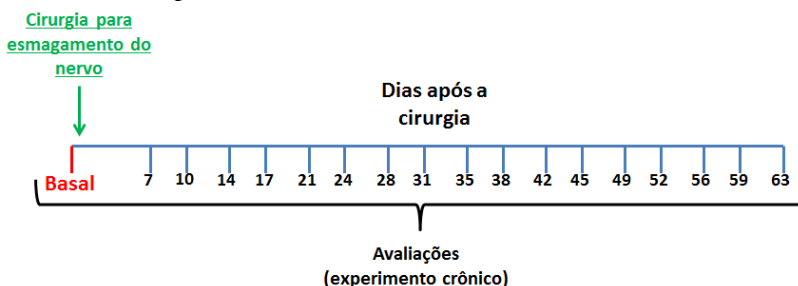 Cirurgia para
esmagamento do
nervo
Dias após a
cirurgia
Basal 7 10 14 17 21 24 28 31 35 38 42 45 49 52 56 59 63
Avaliações
(experimento crônico)